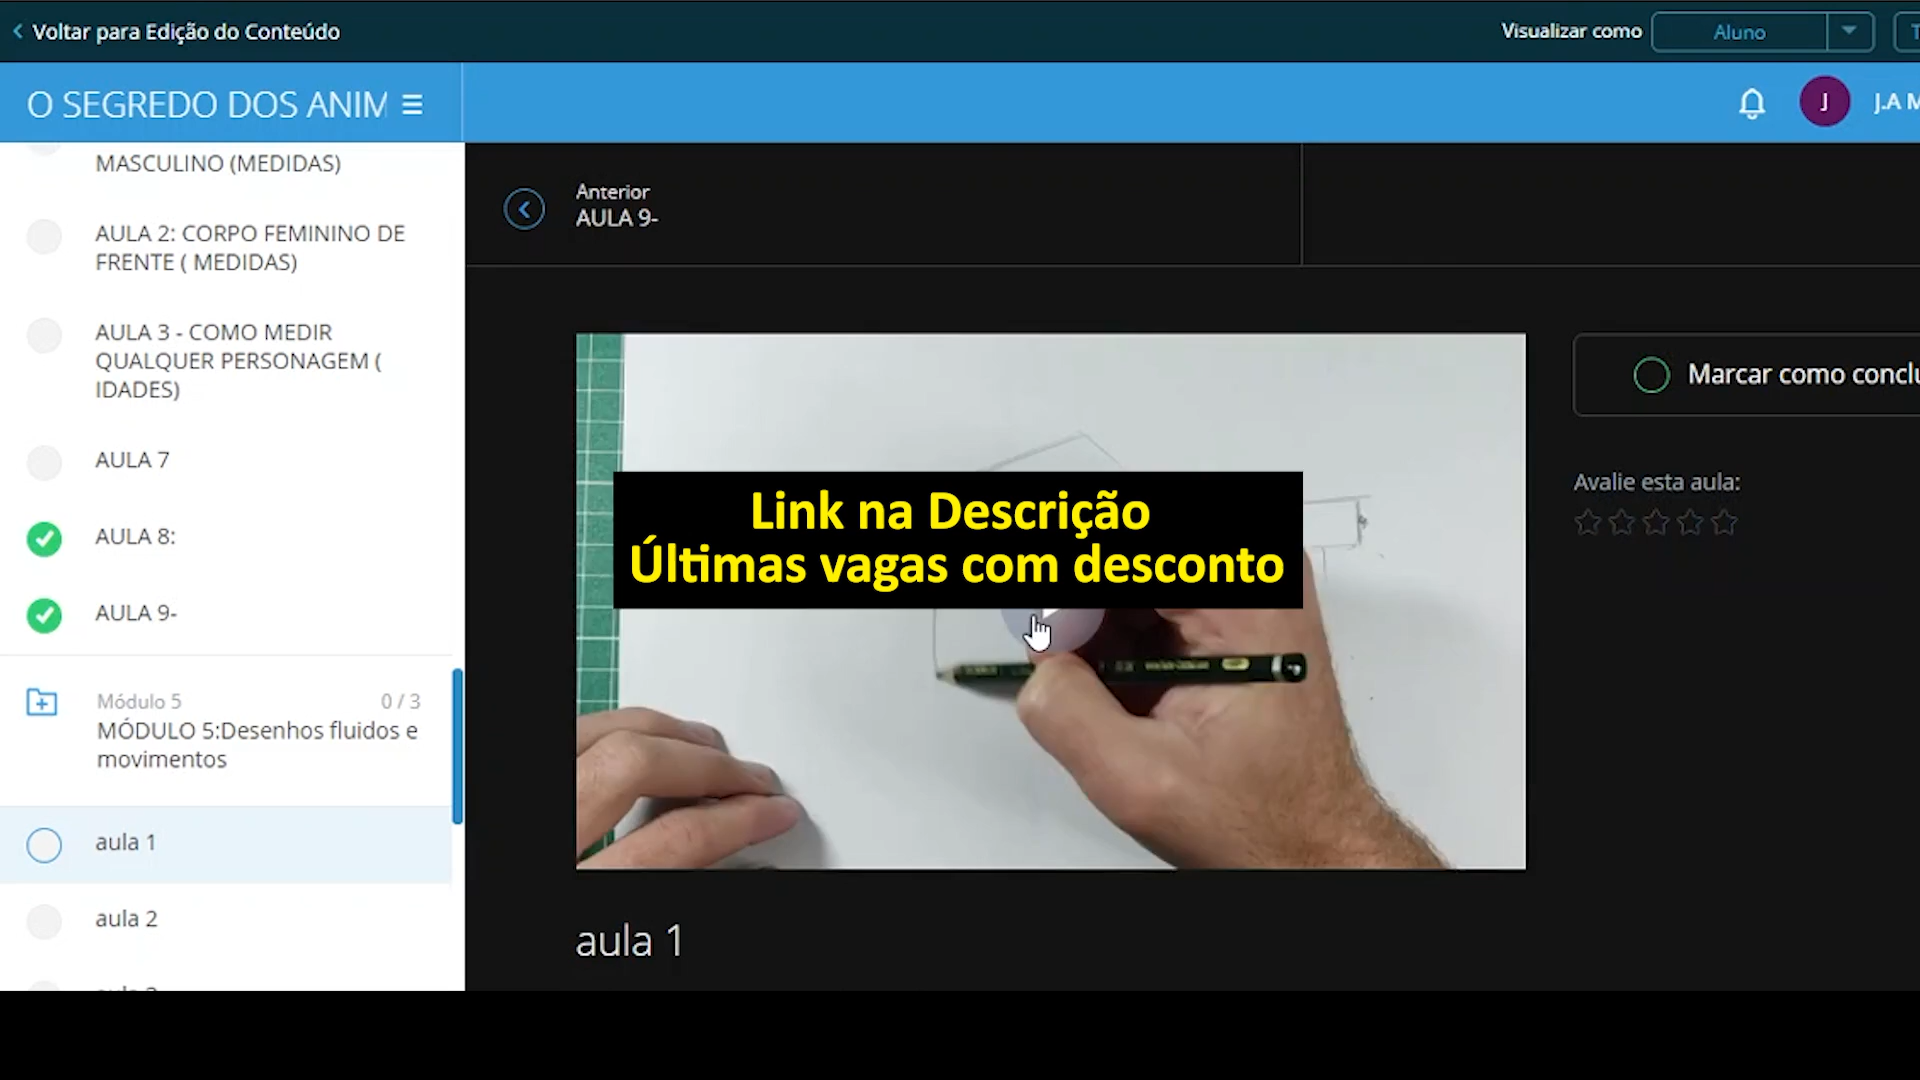 Voltar para Edição do Conteúdo
Visualizar como
Aluno
O SEGREDO DOS ANIM
J
J.A M
MASCULINO (MEDIDAS)
AULA 2: CORPO FEMININO DE
FRENTE ( MEDIDAS)
AULA 3 - COMO MEDIR
QUALQUER PERSONAGEM (
IDADES)
AULA 7
AULA 8:
AULA 9-
Módulo 5
0 / 3
MÓDULO 5:Desenhos fluidos e
movimentos
aula 1
aula 2
Anterior
AULA 9-
Link na Descrição
Últimas vagas com desconto
Marcar como conclu
Avalie esta aula:
aula 1